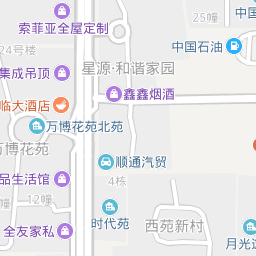 25幢
索菲亚全屋定制
中国石油
24号楼
星源·和谐家园
集成吊顶
鑫鑫烟酒
临大酒店
万博花苑北苑
万博花苑
顺通汽贸
品生活馆
4栋
12幢
时代苑
西苑新村
全友家私
月光